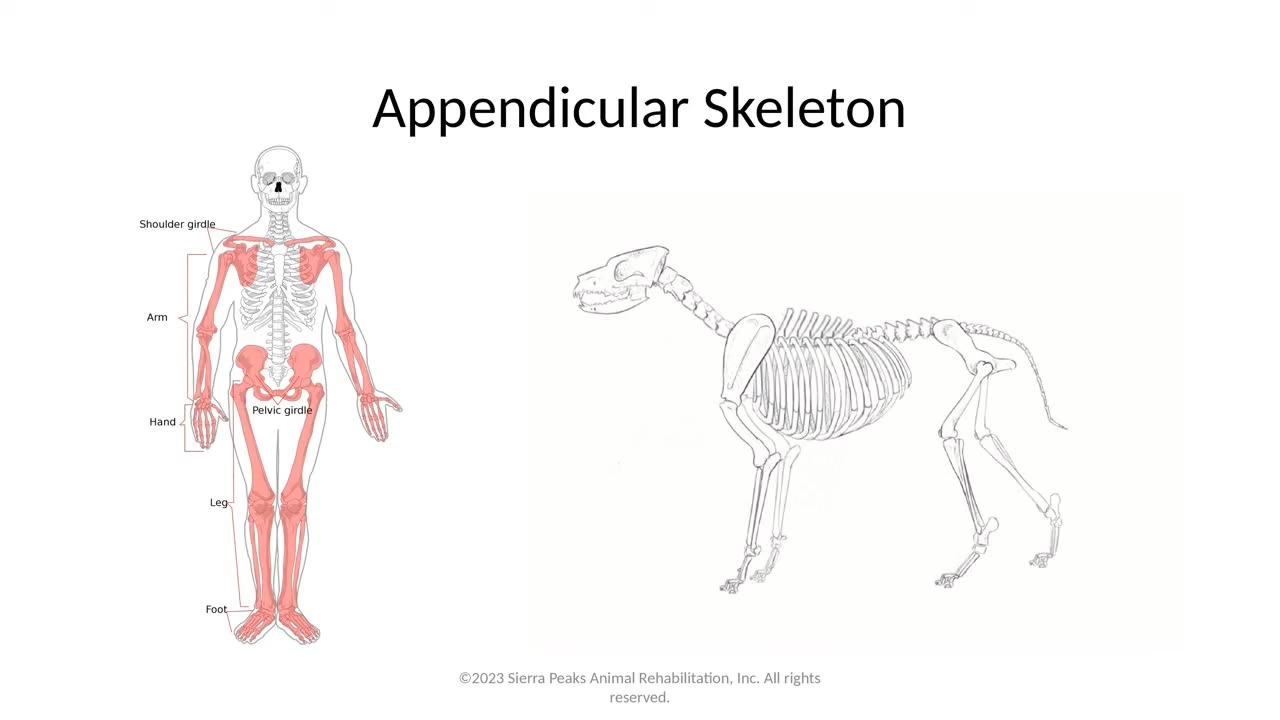 Appendicular Skeleton
Shoulder girdle
Arm
Hand
Pelvic girdle
Leg
Foot
©2023 Sierra Peaks Animal Rehabilitation, Inc. All rights
reserved.